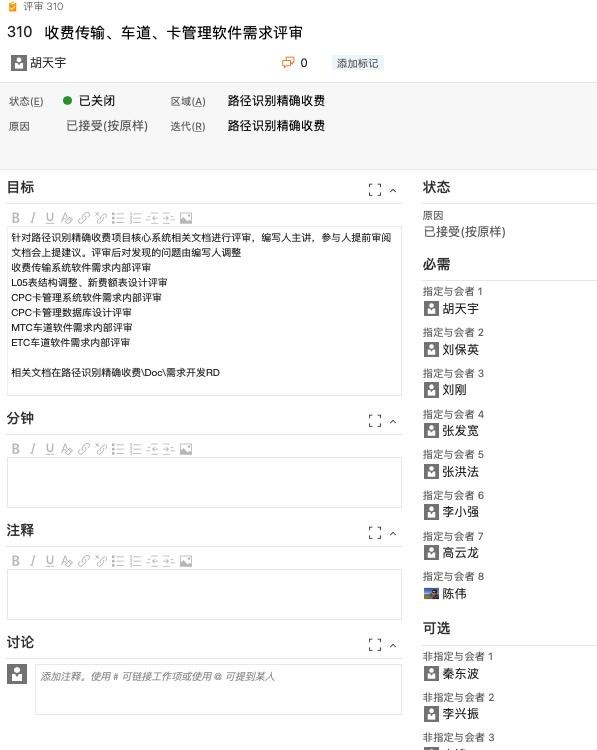 评审 310
310 收费传输、车道、卡管理软件需求评审
胡天宇 0 添加标记
状态(E) 已关闭 区域(A) 路径识别精确收费
原因 已接受(按原样) 迭代(R) 路径识别精确收费
目标
B I U
针对路径识别精确收费项目核心系统相关文档进行评审，编写人主讲，参与人提前审阅
文档会上提建议。评审后对发现的问题由编写人调整
收费传输系统软件需求内部评审
L05表结构调整、新费额表设计评审
CPC卡管理系统软件需求内部评审
CPC卡管理数据库设计评审
MTC车道软件需求内部评审
ETC车道软件需求内部评审
相关文档在路径识别精确收费\Doc\需求开发RD
分钟
B I U
注释
B I U
讨论
添加注释。使用 # 可链接工作项或使用 @ 可提到某人
状态
原因
已接受(按原样)
必需
指定与会者 1
胡天宇
指定与会者 2
刘保英
指定与会者 3
刘刚
指定与会者 4
张发宽
指定与会者 5
张洪法
指定与会者 6
李小强
指定与会者 7
高云龙
指定与会者 8
陈伟
可选
非指定与会者 1
秦东波
非指定与会者 2
李兴振
非指定与会者 3